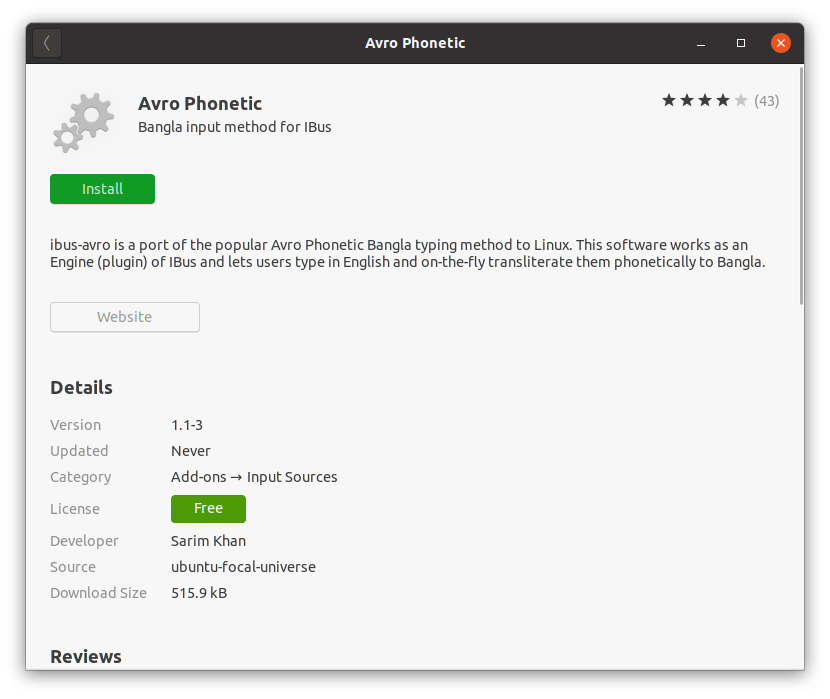 Avro Phonetic
Avro Phonetic
(43)
Bangla input method for IBus
Install
ibus-avro is a port of the popular Avro Phonetic Bangla typing method to Linux. This software works as an
Engine (plugin) of IBus and lets users type in English and on-the-fly transliterate them phonetically to Bangla.
Website
Details
Version 1.1-3
Updated Never
Category Add-ons → Input Sources
License Free
Developer Sarim Khan
Source ubuntu-focal-universe
Download Size 515.9 kB
Reviews